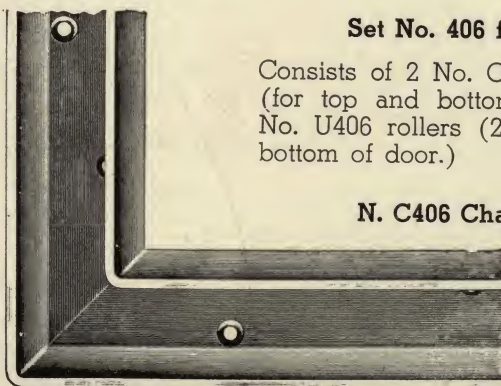 Set No. 406
Consists of 2 No.
(for top and bottom
No. U406 rollers (2
bottom of door.)
N. C406